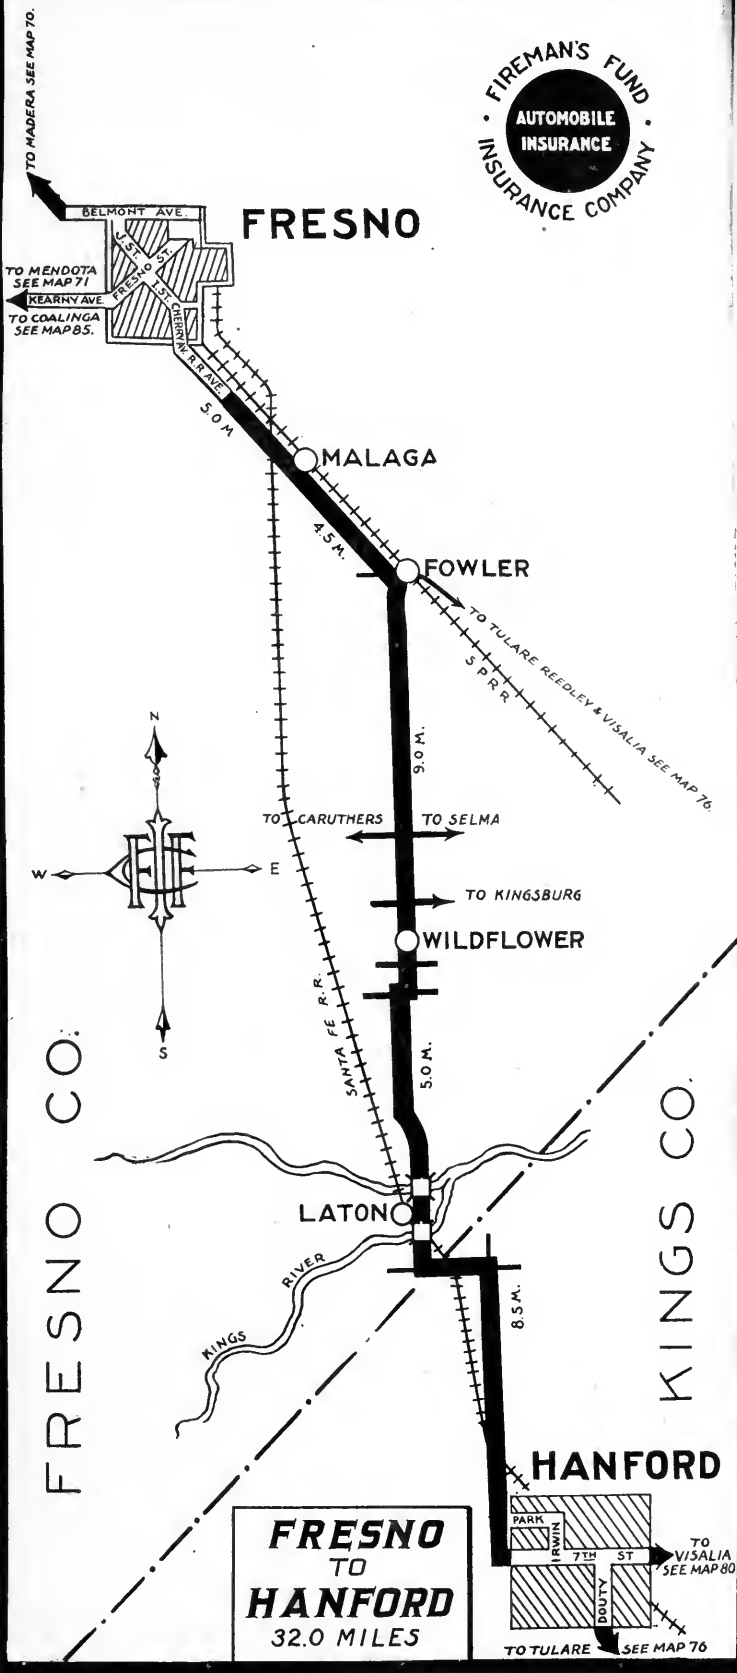 TO MADERA SEE MAP 70.
FIREMAN'S FUND
INSURANCE COMPANY
AUTOMOBILE
INSURANCE
BELMONT AVE.
FRESNO
J. ST.
FRESNO ST.
I. ST.
TO MENDOTA
SEE MAP 71
KEARNY AVE.
TO COALINGA
SEE MAP 85.
CHERRY AV.
R.R. AVE.
5.0 M.
MALAGA
4.5 M.
FOWLER
TO TULARE REEDLEY & VISALIA SEE MAP 76.
S P R R
9.0 M.
N
W
E
S
TO CARUTHERS
TO SELMA
TO KINGSBURG
WILDFLOWER
SANTA FE R.R.
5.0 M.
FRESNO CO.
KINGS CO.
LATON
KINGS RIVER
8.5 M.
HANFORD
PARK
IRWIN
7TH ST
DOUTY
TO
VISALIA
SEE MAP 80
TO TULARE SEE MAP 76
FRESNO
TO
HANFORD
32.0 MILES